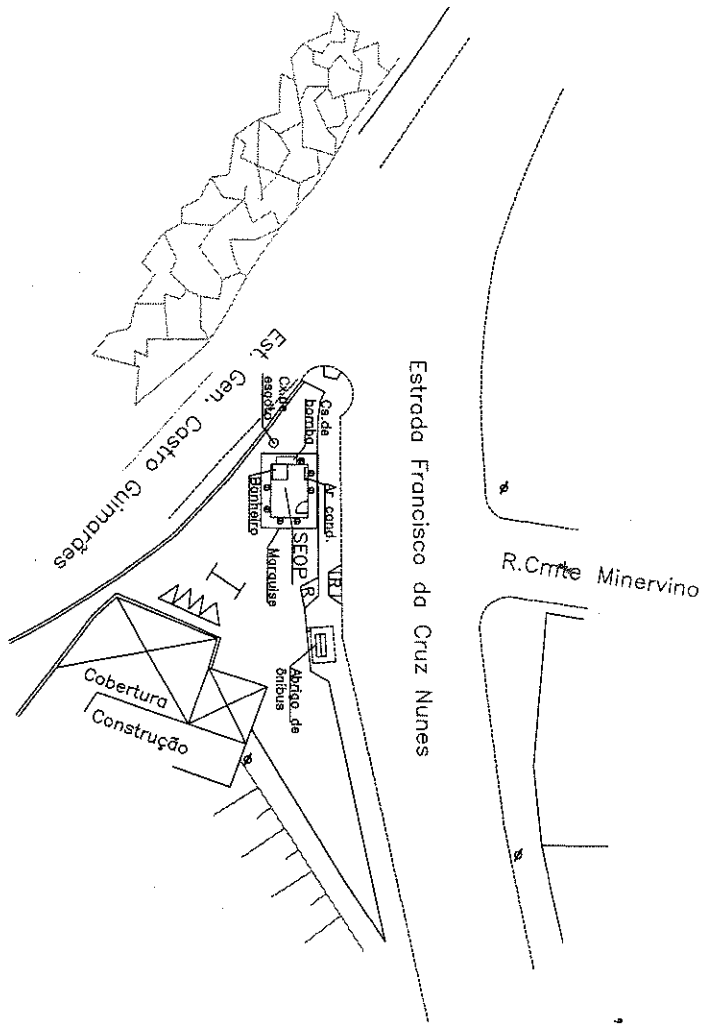 Est.
Gen. Castro Guimarães
Estrada Francisco da Cruz Nunes
R.Cmte Minervino
Cx.de
esgôto
Cs.de
bomba
Ar cond.
Banheiro
Marquise
SEOP
R
R
Abrigo de
ônibus
Cobertura
Construção